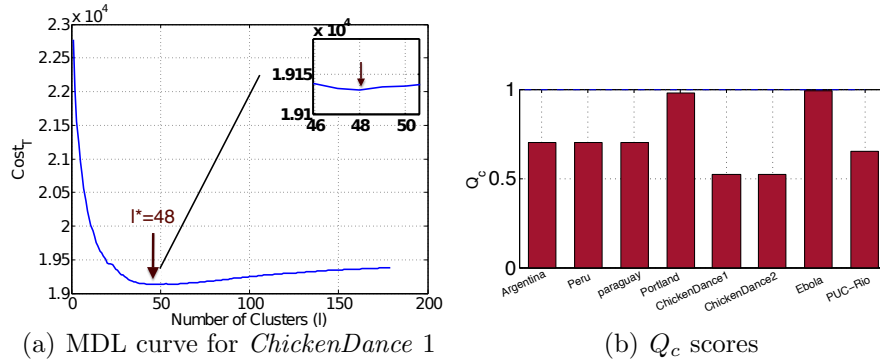 x 10^4
2.3
2.25
2.2
2.15
2.1
2.05
2
1.95
1.9
Cost_T
0
50
100
150
200
Number of Clusters (l)
l*=48
x 10^4
1.915
1.91
46
48
50
(a) MDL curve for ChickenDance 1
1
0.5
0
Q_c
Argentina
Peru
paraguay
Portland
ChickenDance1
ChickenDance2
Ebola
PUC-Rio
(b) Q_c scores